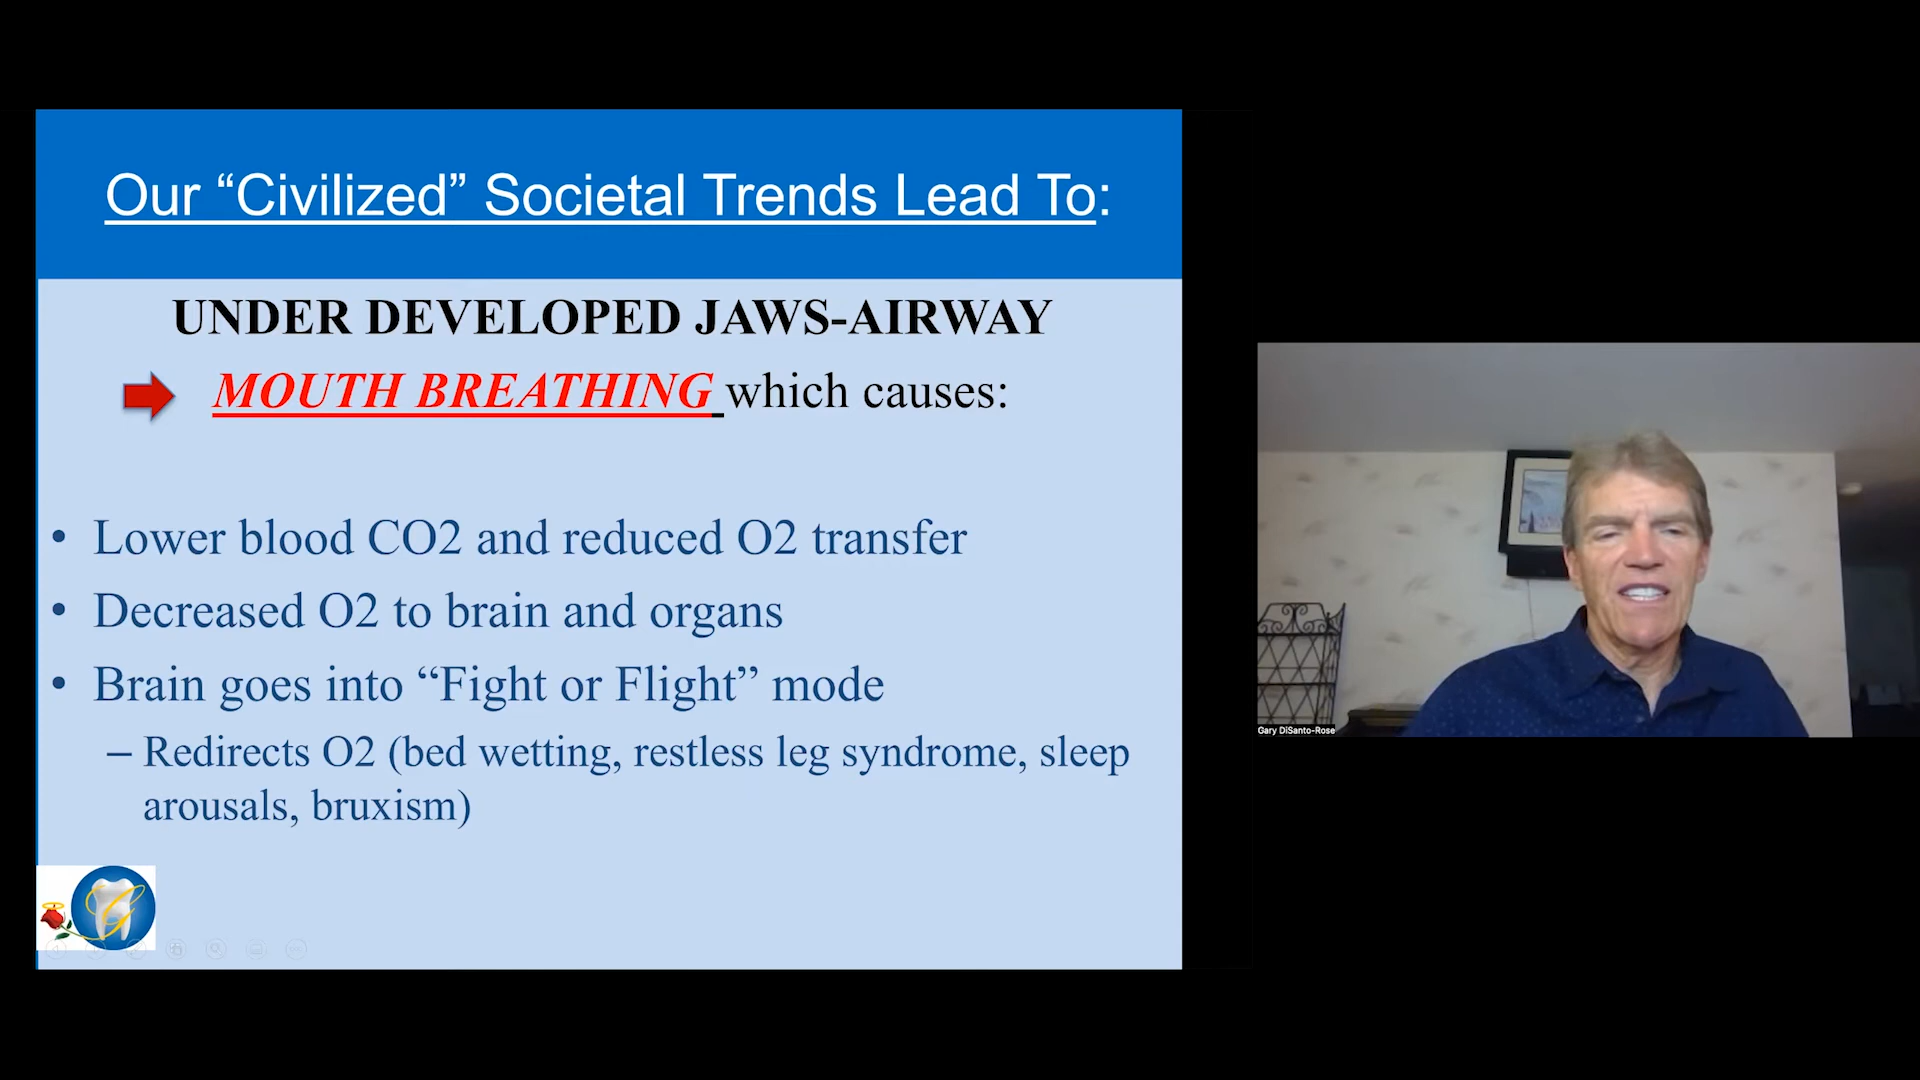 Our “Civilized” Societal Trends Lead To:
UNDER DEVELOPED JAWS-AIRWAY
MOUTH BREATHING which causes:
• Lower blood CO2 and reduced O2 transfer
• Decreased O2 to brain and organs
• Brain goes into “Fight or Flight” mode
– Redirects O2 (bed wetting, restless leg syndrome, sleep
arousals, bruxism)
Gary DiSanto-Rose